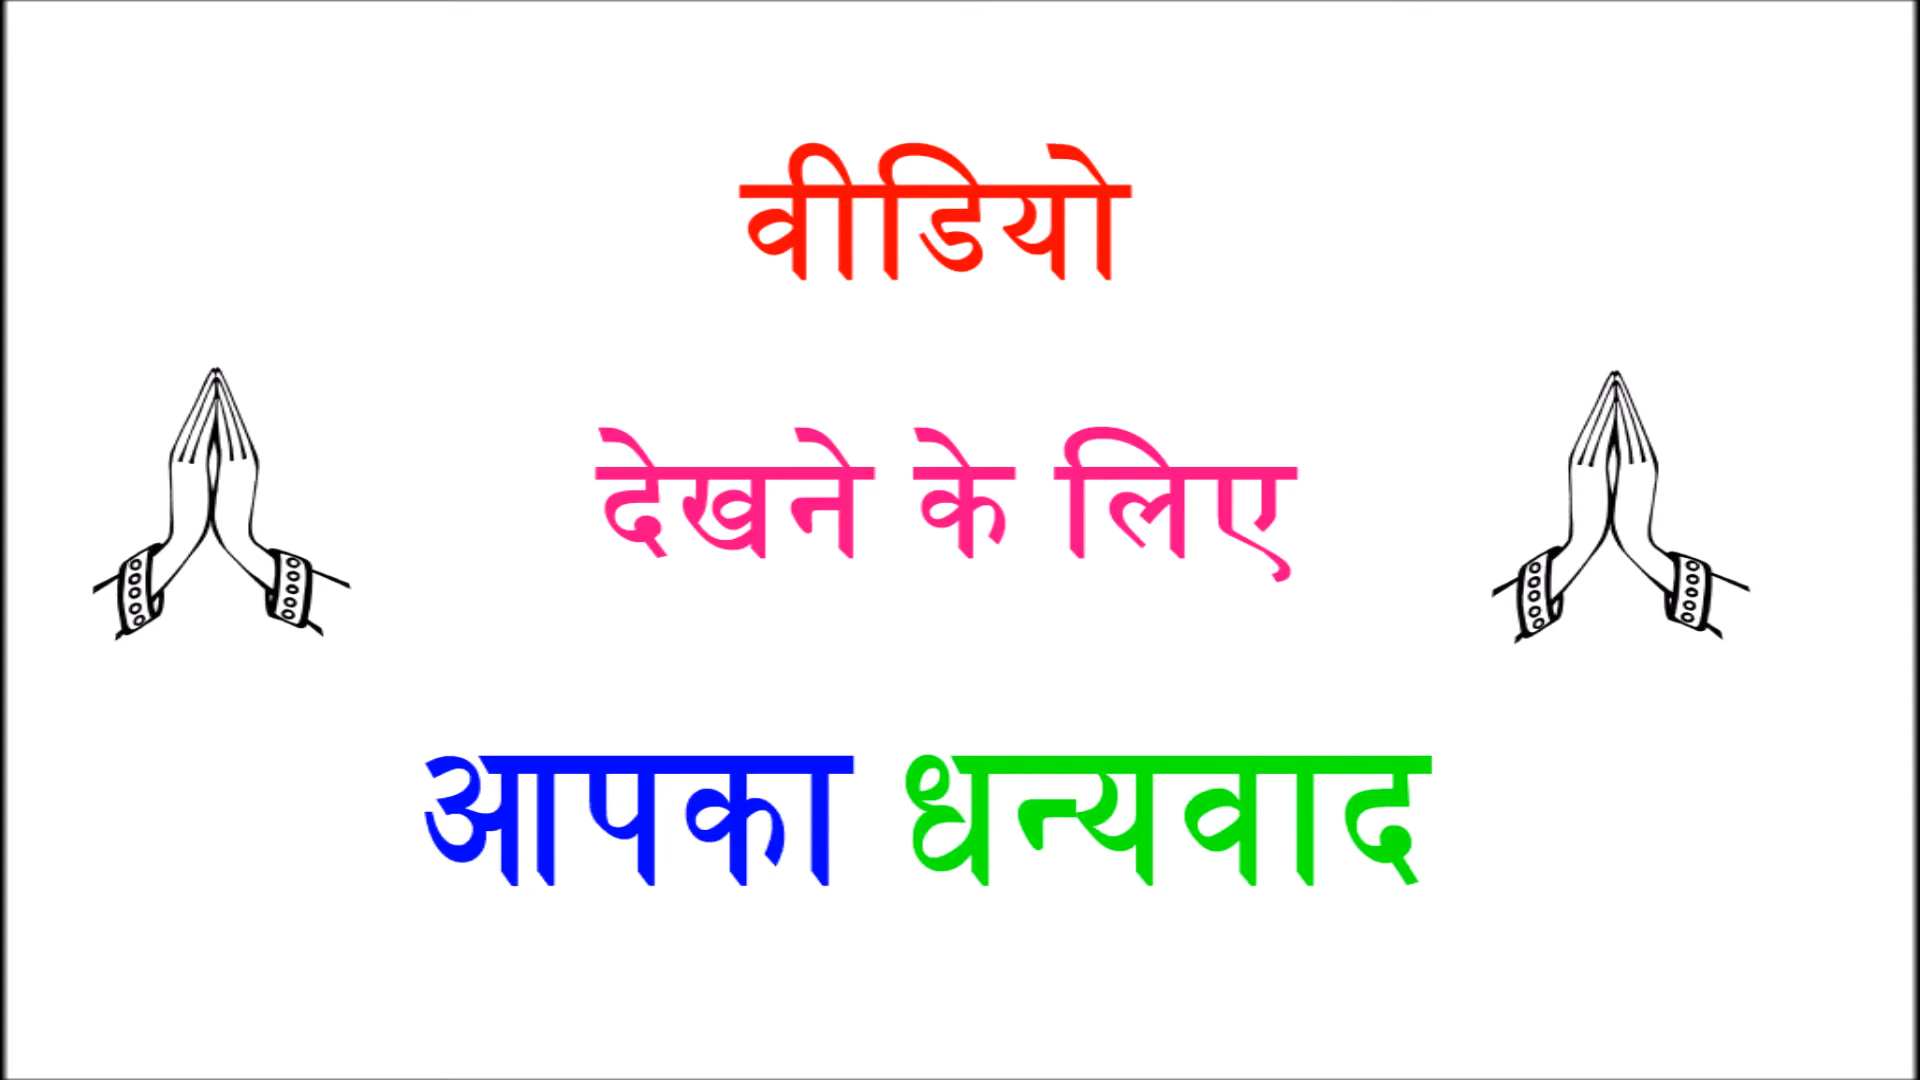 वीडियो
देखने के लिए
आपका धन्यवाद